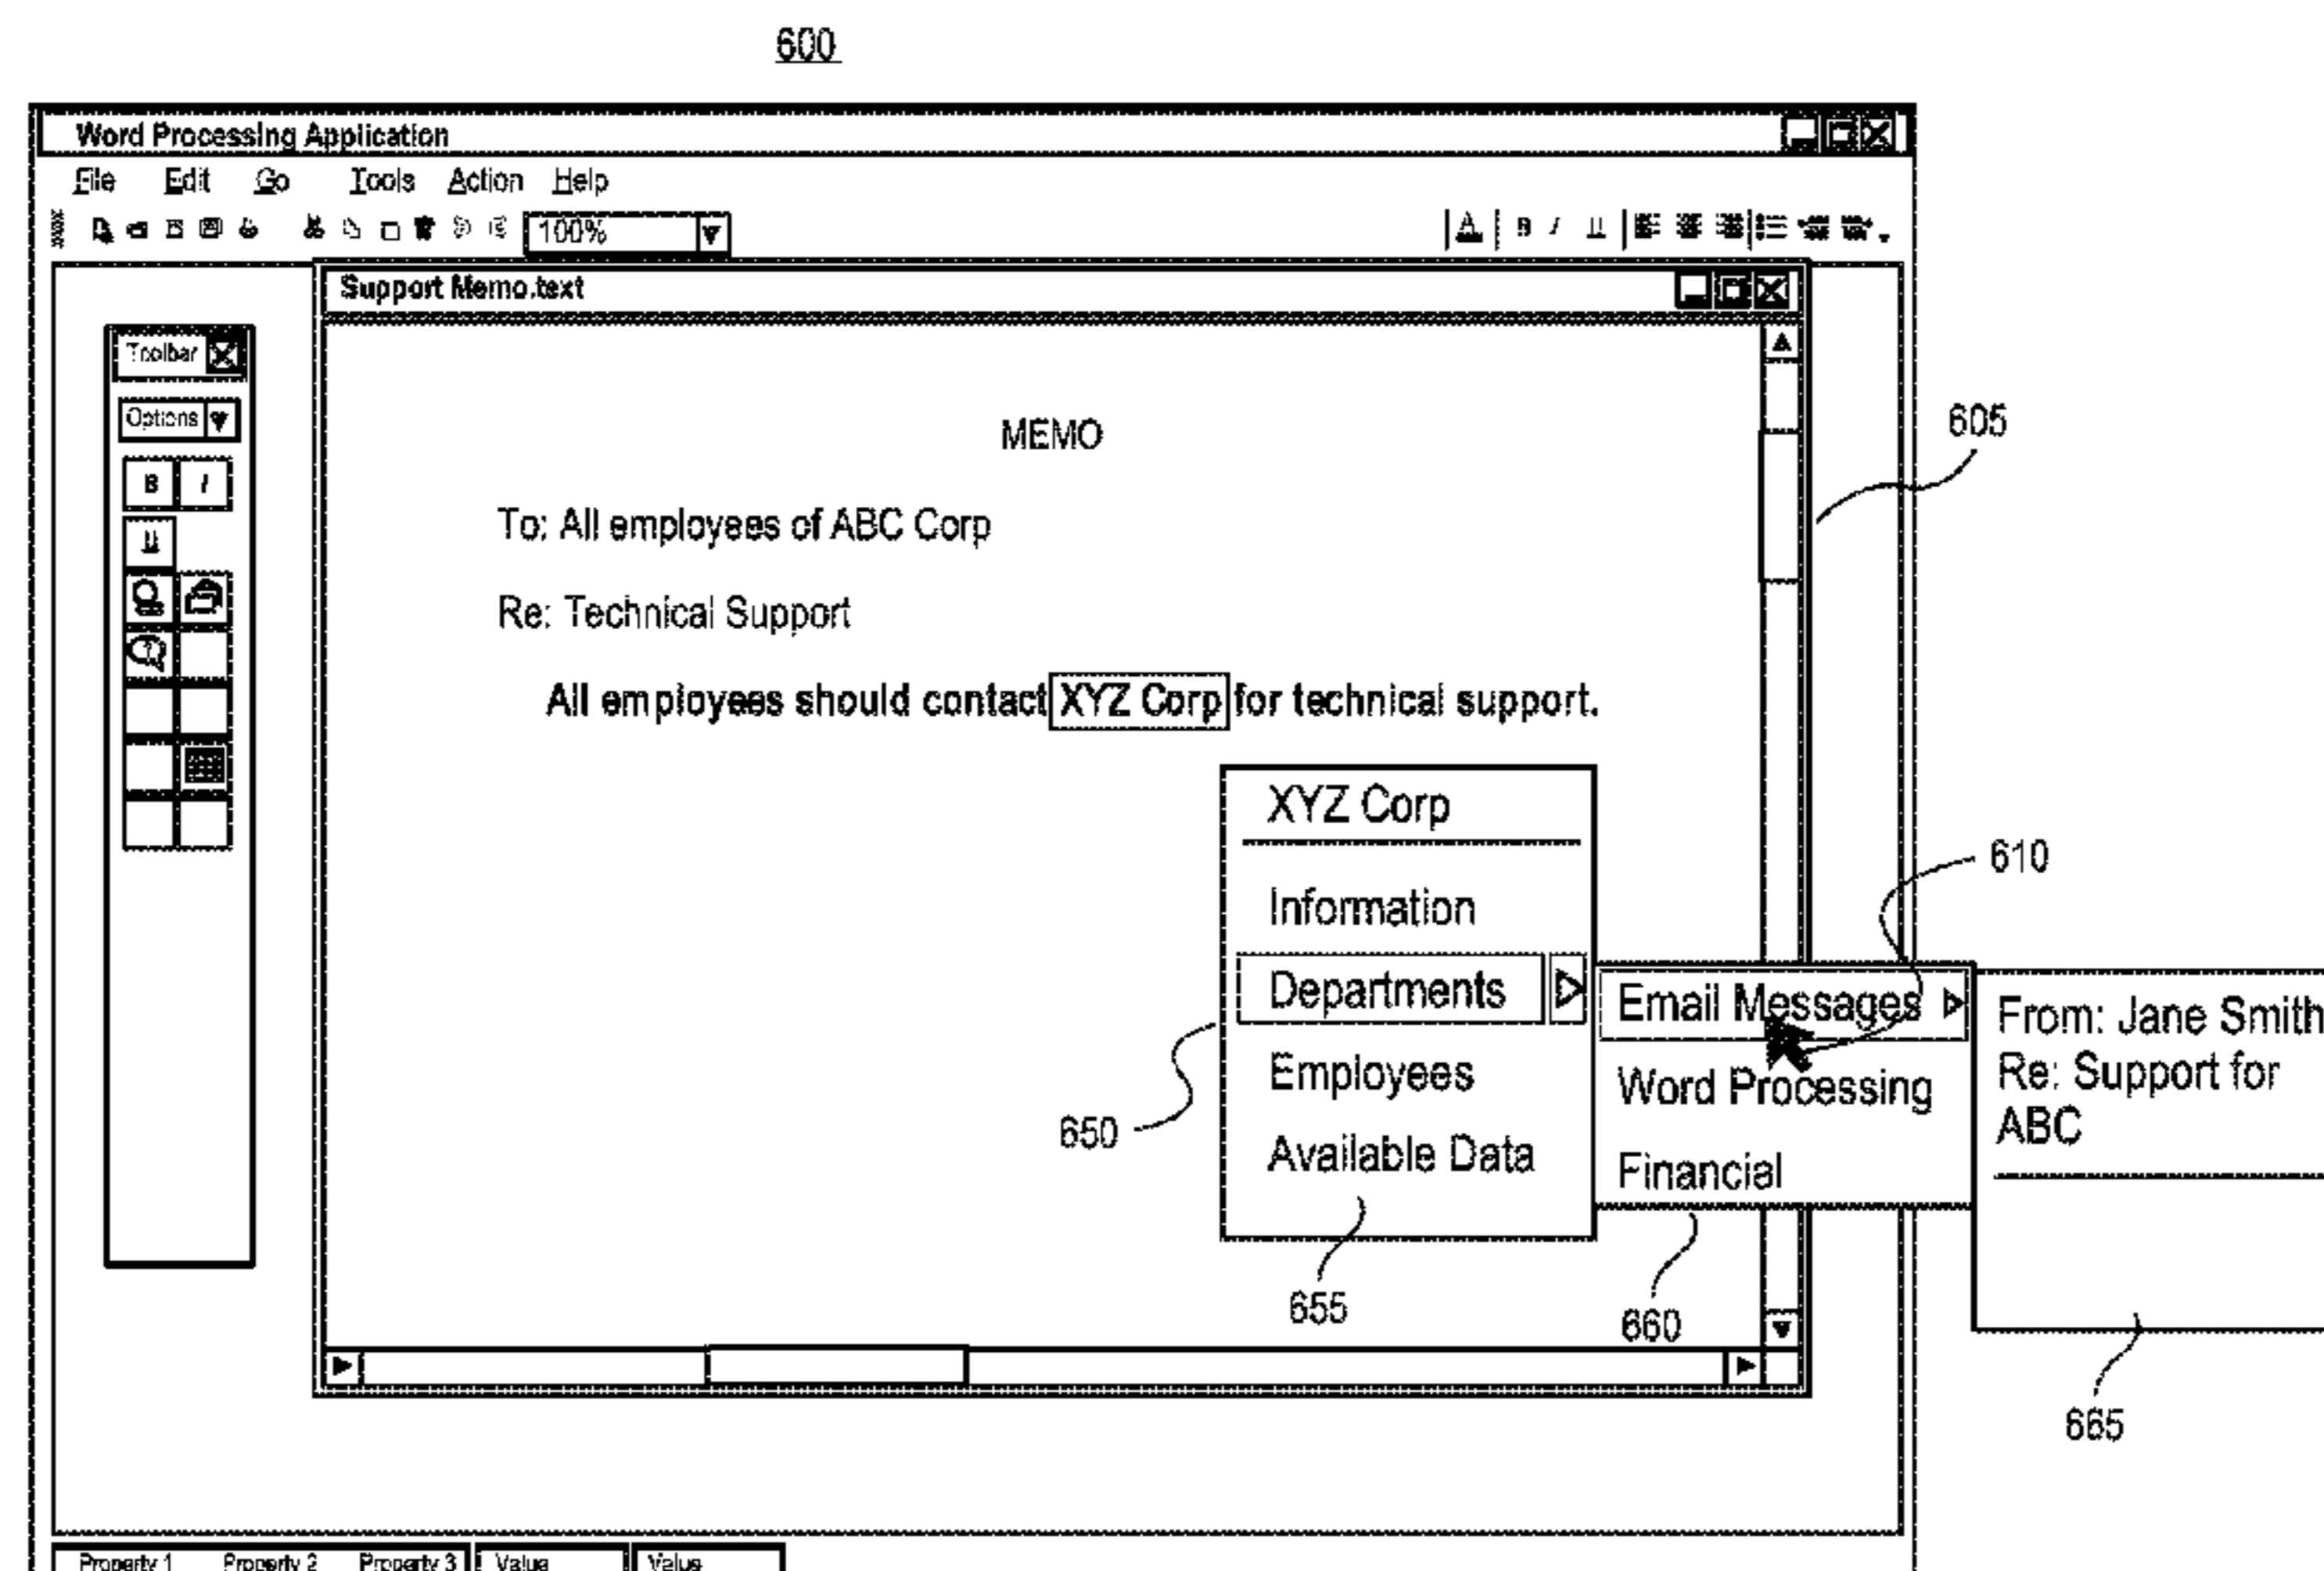 600
Word Processing Application
File Edit Go Tools Action Help
100%
A B I U
Support Memo.text
Toolbar
Options
B I
U
MEMO
605
To: All employees of ABC Corp
Re: Technical Support
All employees should contact XYZ Corp for technical support.
XYZ Corp
610
Information
Departments
Email Messages
From: Jane Smith
Re: Support for
ABC
Employees
Word Processing
650
Available Data
Financial
655
660
665
Property 1 Property 2 Property 3 Value Value